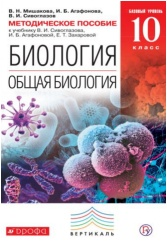 В. Н. Мишакова, И. Б. Агафонова,
В. И. Сивоглазов
БАЗОВЫЙ УРОВЕНЬ
МЕТОДИЧЕСКОЕ ПОСОБИЕ
к учебнику В. И. Сивоглазова,
И. Б. Агафоновой, Е. Т. Захаровой
10
КЛАСС
БИОЛОГИЯ
ОБЩАЯ БИОЛОГИЯ
дрофа
ВЕРТИКАЛЬ